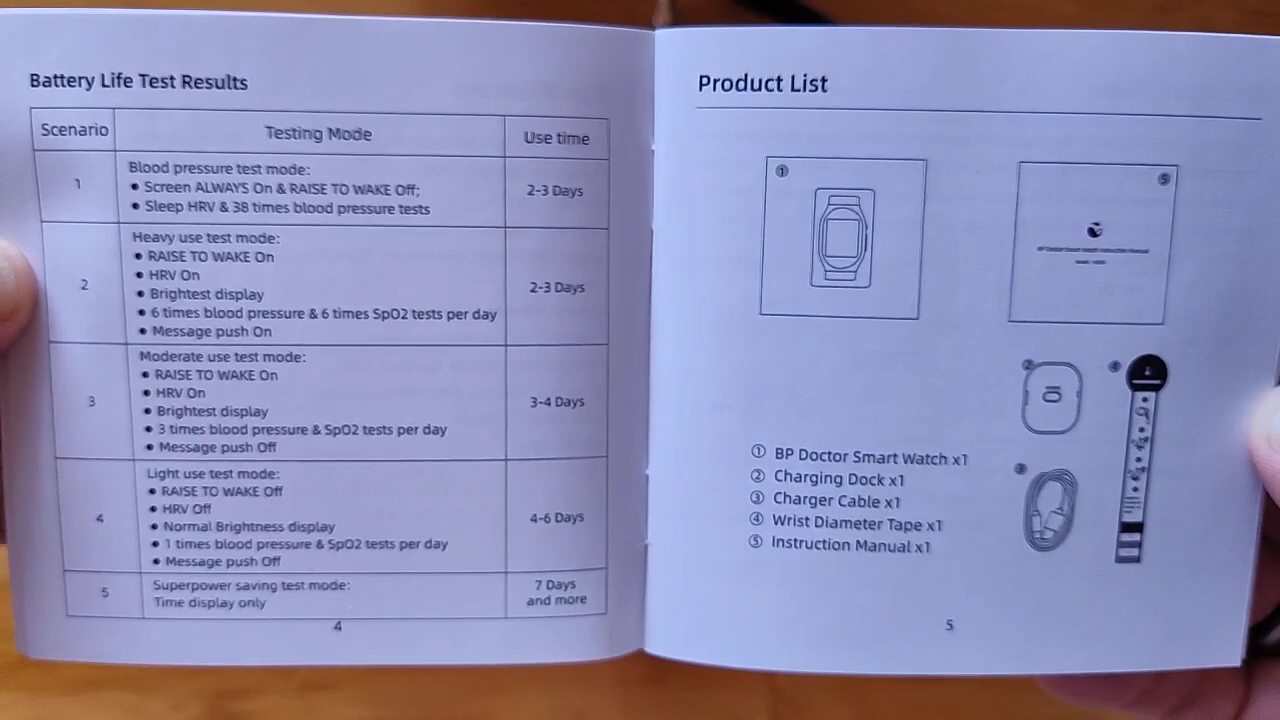 Battery Life Test Results
Scenario Testing Mode Use time
1
Blood pressure test mode:
● Screen ALWAYS On & RAISE TO WAKE Off;
● Sleep HRV & 38 times blood pressure tests
2-3 Days
2
Heavy use test mode:
● RAISE TO WAKE On
● HRV On
● Brightest display
● 6 times blood pressure & 6 times SpO2 tests per day
● Message push On
2-3 Days
3
Moderate use test mode:
● RAISE TO WAKE On
● HRV On
● Brightest display
● 3 times blood pressure & SpO2 tests per day
● Message push Off
3-4 Days
4
Light use test mode:
● RAISE TO WAKE Off
● HRV Off
● Normal Brightness display
● 1 times blood pressure & SpO2 tests per day
● Message push Off
4-6 Days
5
Superpower saving test mode:
Time display only
7 Days
and more
4
Product List
①
⑤
②
④
③
① BP Doctor Smart Watch x1
② Charging Dock x1
③ Charger Cable x1
④ Wrist Diameter Tape x1
⑤ Instruction Manual x1
5